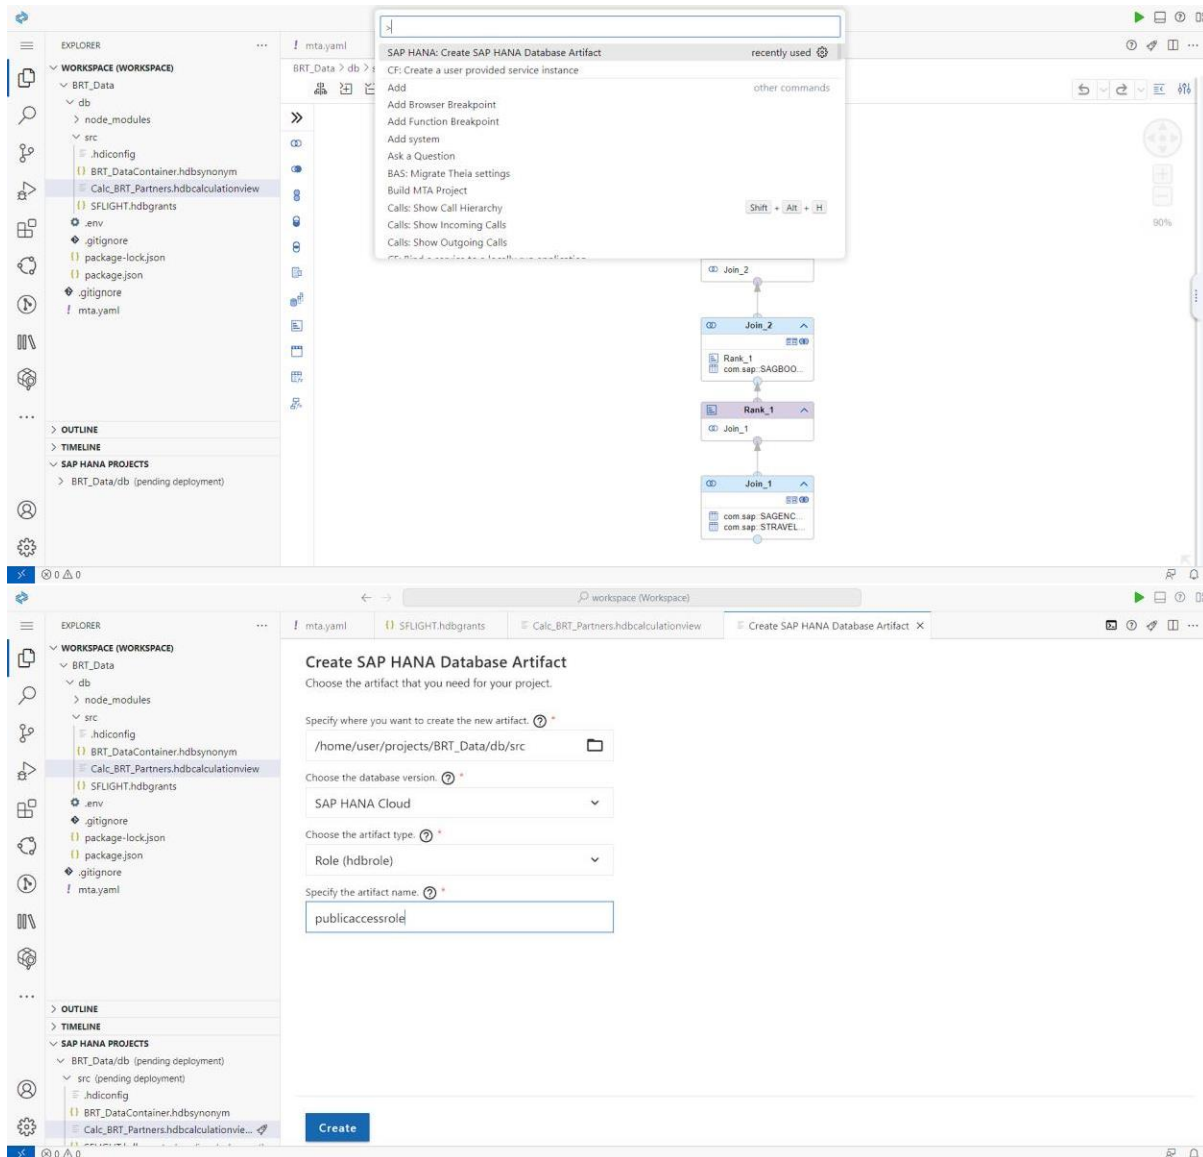 >
EXPLORER
! mta.yaml
SAP HANA: Create SAP HANA Database Artifact recently used
CF: Create a user provided service instance
Add other commands
Add Browser Breakpoint
Add Function Breakpoint
Add system
Ask a Question
BAS: Migrate Theia settings
Build MTA Project
Calls: Show Call Hierarchy Shift + Alt + H
Calls: Show Incoming Calls
Calls: Show Outgoing Calls
WORKSPACE (WORKSPACE)
BRT_Data > db >
BRT_Data
db
node_modules
src
.hdiconfig
BRT_DataContainer.hdbsynonym
Calc_BRT_Partners.hdbcalculationview
SFLIGHT.hdbgrants
.env
.gitignore
package-lock.json
package.json
.gitignore
mta.yaml
90%
Join_2
Join_2
Rank_1
com.sap::SAGBOO...
Rank_1
Join_1
Join_1
com.sap::SAGENC...
com.sap::STRAVEL...
OUTLINE
TIMELINE
SAP HANA PROJECTS
BRT_Data/db (pending deployment)
0 0
workspace (Workspace)
EXPLORER
! mta.yaml {} SFLIGHT.hdbgrants Calc_BRT_Partners.hdbcalculationview Create SAP HANA Database Artifact
WORKSPACE (WORKSPACE)
BRT_Data
db
node_modules
src
.hdiconfig
BRT_DataContainer.hdbsynonym
Calc_BRT_Partners.hdbcalculationview
SFLIGHT.hdbgrants
.env
.gitignore
package-lock.json
package.json
.gitignore
mta.yaml
Create SAP HANA Database Artifact
Choose the artifact that you need for your project.
Specify where you want to create the new artifact. *
/home/user/projects/BRT_Data/db/src
Choose the database version. *
SAP HANA Cloud
Choose the artifact type. *
Role (hdbrole)
Specify the artifact name. *
publicaccessrole
OUTLINE
TIMELINE
SAP HANA PROJECTS
BRT_Data/db (pending deployment)
src (pending deployment)
.hdiconfig
BRT_DataContainer.hdbsynonym
Calc_BRT_Partners.hdbcalculationvie...
Create
0 0